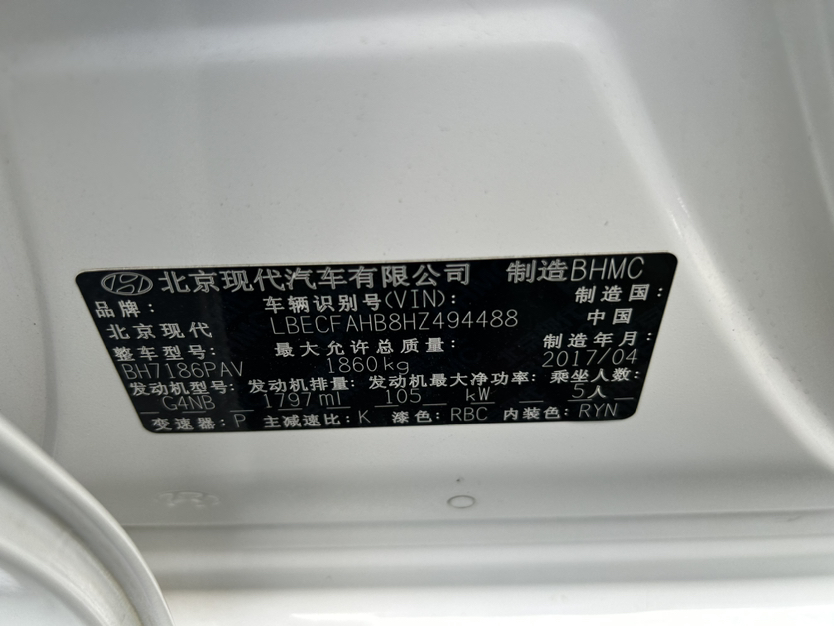 北京现代汽车有限公司 制造BHMC
品牌: 车辆识别号(VIN): 制造国:
北京现代 LBECFAHB8HZ494488 中国
整车型号: 最大允许总质量: 制造年月:
BH7186PAV 1860kg 2017/04
发动机型号: 发动机排量: 发动机最大净功率: 乘坐人数:
G4NB 1797ml 105 kW 5人
变速器: P 主减速比: K 漆色: RBC 内装色: RYN